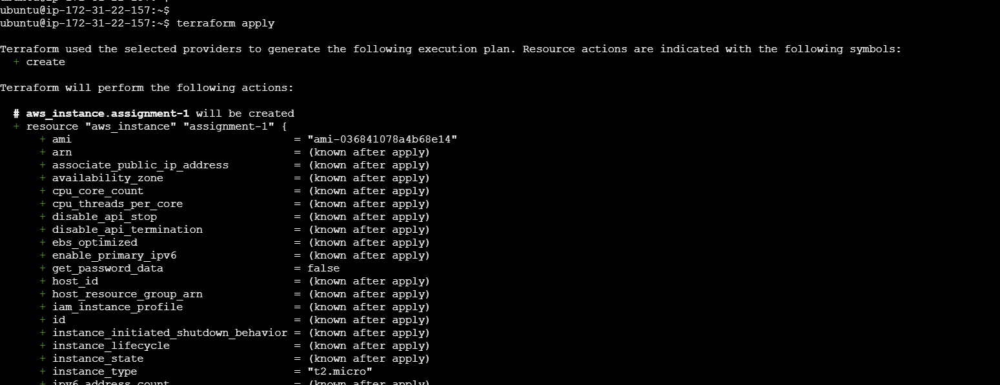 ubuntu@ip-172-31-22-157:~$
ubuntu@ip-172-31-22-157:~$ terraform apply
Terraform used the selected providers to generate the following execution plan. Resource actions are indicated with the following symbols:
+ create
Terraform will perform the following actions:
# aws_instance.assignment-1 will be created
+ resource "aws_instance" "assignment-1" {
+ ami = "ami-036841078a4b68e14"
+ arn = (known after apply)
+ associate_public_ip_address = (known after apply)
+ availability_zone = (known after apply)
+ cpu_core_count = (known after apply)
+ cpu_threads_per_core = (known after apply)
+ disable_api_stop = (known after apply)
+ disable_api_termination = (known after apply)
+ ebs_optimized = (known after apply)
+ enable_primary_ipv6 = (known after apply)
+ get_password_data = false
+ host_id = (known after apply)
+ host_resource_group_arn = (known after apply)
+ iam_instance_profile = (known after apply)
+ id = (known after apply)
+ instance_initiated_shutdown_behavior = (known after apply)
+ instance_lifecycle = (known after apply)
+ instance_state = (known after apply)
+ instance_type = "t2.micro"
+ ipv6_address_count = (known after apply)